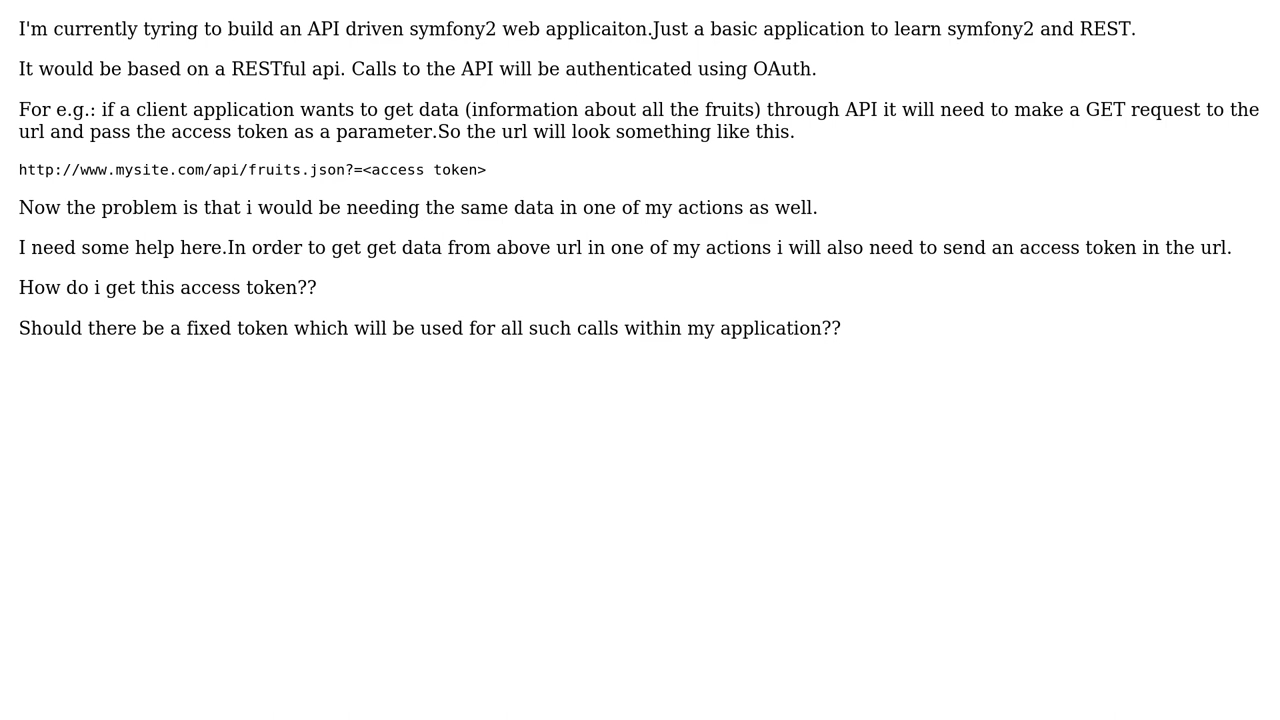 I'm currently tyring to build an API driven symfony2 web applicaiton.Just a basic application to learn symfony2 and REST.
It would be based on a RESTful api. Calls to the API will be authenticated using OAuth.
For e.g.: if a client application wants to get data (information about all the fruits) through API it will need to make a GET request to the
url and pass the access token as a parameter.So the url will look something like this.
http://www.mysite.com/api/fruits.json?=<access token>
Now the problem is that i would be needing the same data in one of my actions as well.
I need some help here.In order to get get data from above url in one of my actions i will also need to send an access token in the url.
How do i get this access token??
Should there be a fixed token which will be used for all such calls within my application??